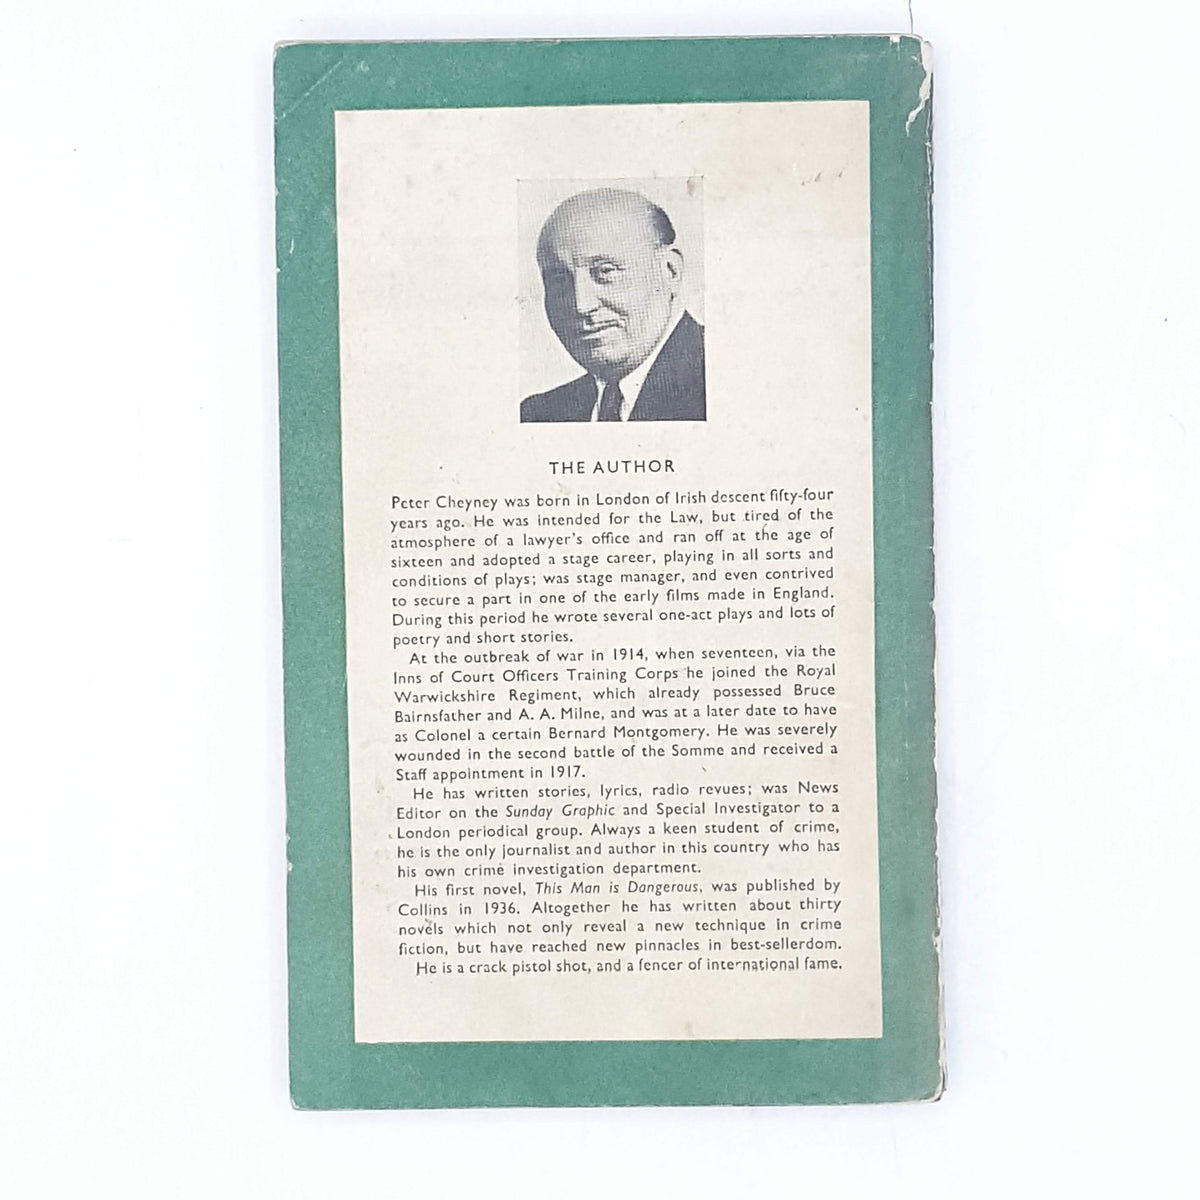 THE AUTHOR
Peter Cheyney was born in London of Irish descent fifty-four
years ago. He was intended for the Law, but tired of the
atmosphere of a lawyer's office and ran off at the age of
sixteen and adopted a stage career, playing in all sorts and
conditions of plays; was stage manager, and even contrived
to secure a part in one of the early films made in England.
During this period he wrote several one-act plays and lots of
poetry and short stories.
At the outbreak of war in 1914, when seventeen, via the
Inns of Court Officers Training Corps he joined the Royal
Warwickshire Regiment, which already possessed Bruce
Bairnsfather and A. A. Milne, and was at a later date to have
as Colonel a certain Bernard Montgomery. He was severely
wounded in the second battle of the Somme and received a
Staff appointment in 1917.
He has written stories, lyrics, radio revues; was News
Editor on the Sunday Graphic and Special Investigator to a
London periodical group. Always a keen student of crime,
he is the only journalist and author in this country who has
his own crime investigation department.
His first novel, This Man is Dangerous, was published by
Collins in 1936. Altogether he has written about thirty
novels which not only reveal a new technique in crime
fiction, but have reached new pinnacles in best-sellerdom.
He is a crack pistol shot, and a fencer of international fame.